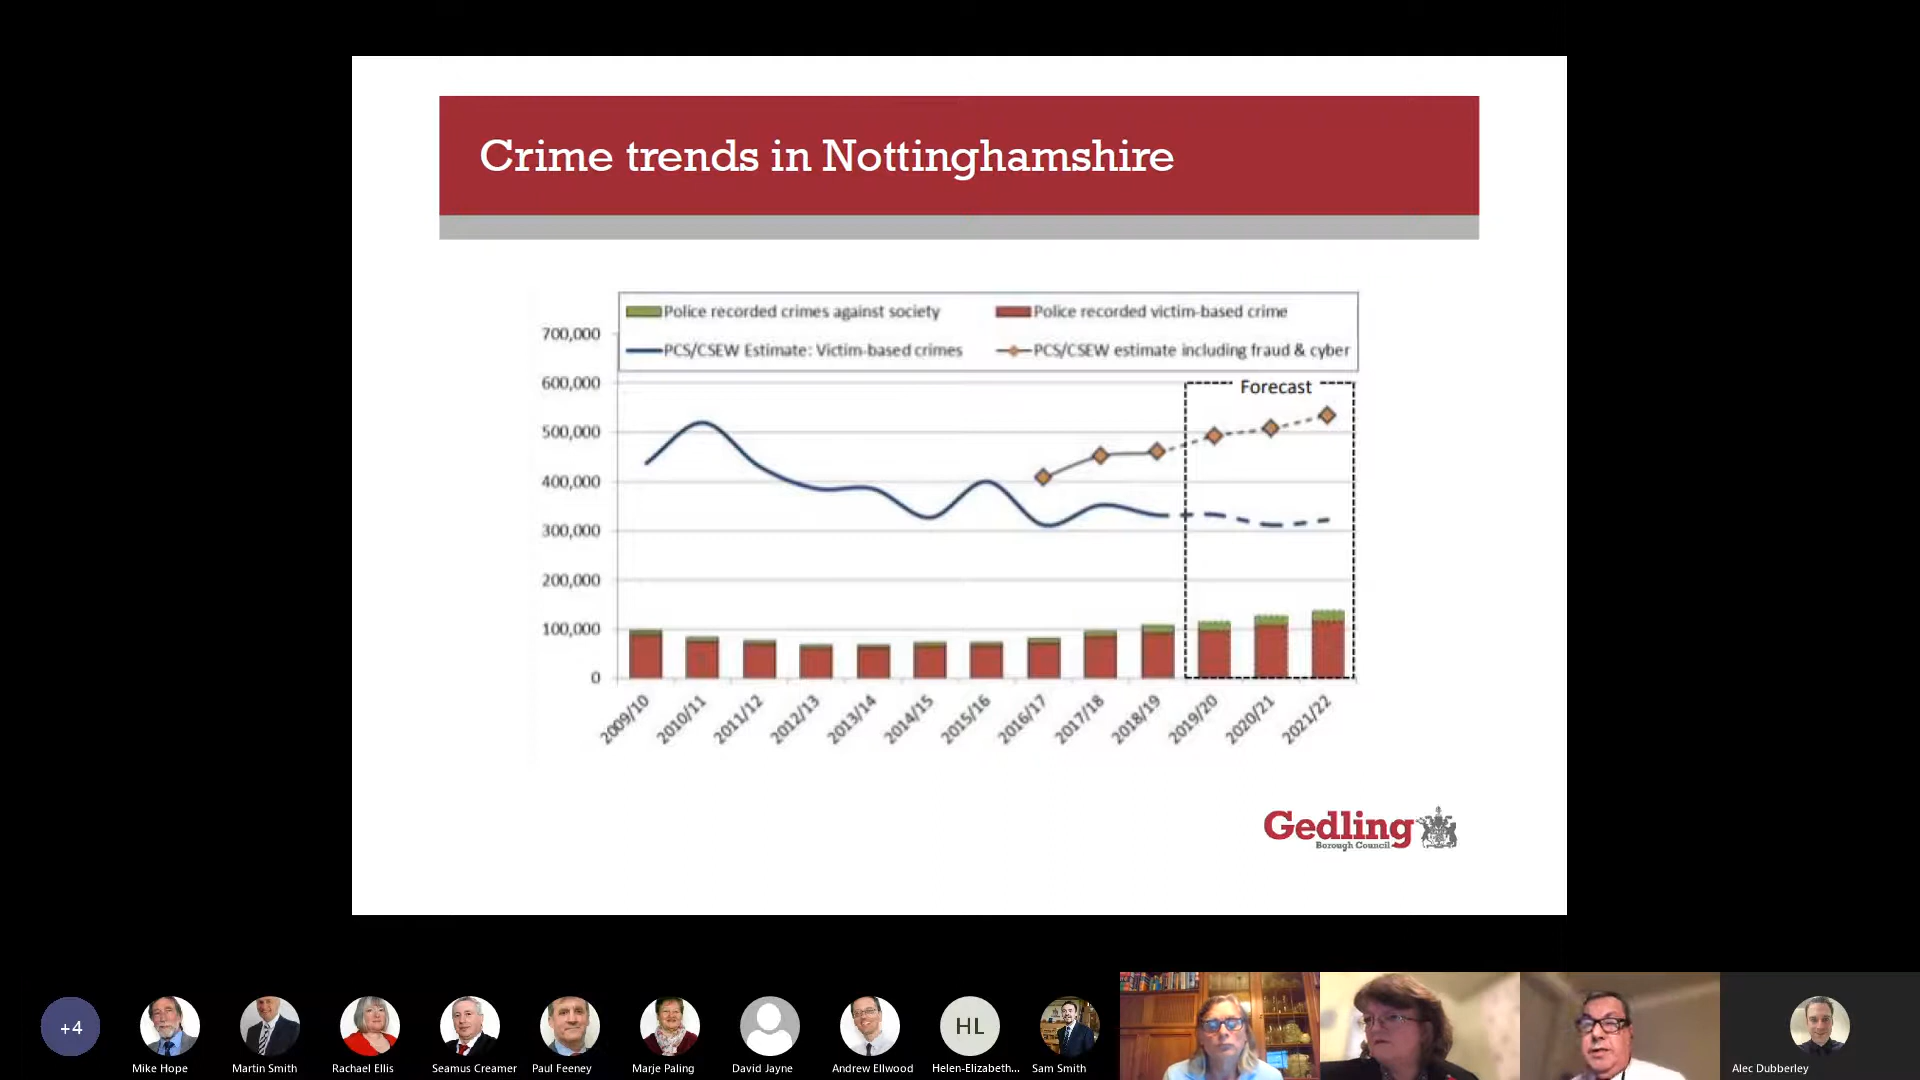 Crime trends in Nottinghamshire
Police recorded crimes against society
Police recorded victim-based crime
PCS/CSEW Estimate: Victim-based crimes
PCS/CSEW estimate including fraud & cyber
Forecast
700,000
600,000
500,000
400,000
300,000
200,000
100,000
0
2009/10
2010/11
2011/12
2012/13
2013/14
2014/15
2015/16
2016/17
2017/18
2018/19
2019/20
2020/21
2021/22
Gedling
Borough Council
+4
HL
Mike Hope
Martin Smith
Rachael Ellis
Seamus Creamer
Paul Feeney
Marje Paling
David Jayne
Andrew Ellwood
Helen-Elizabeth...
Sam Smith
Alec Dubberley